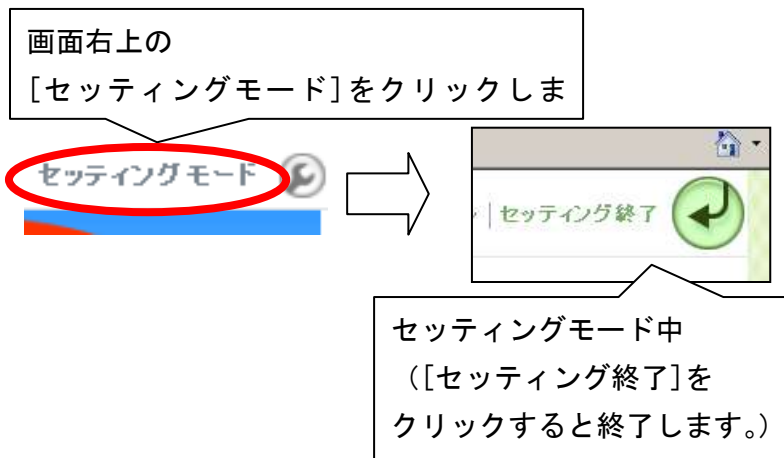 画面右上の
[セッティングモード]をクリックしま
セッティングモード
セッティング終了
セッティングモード中
([セッティング終了]を
クリックすると終了します。)